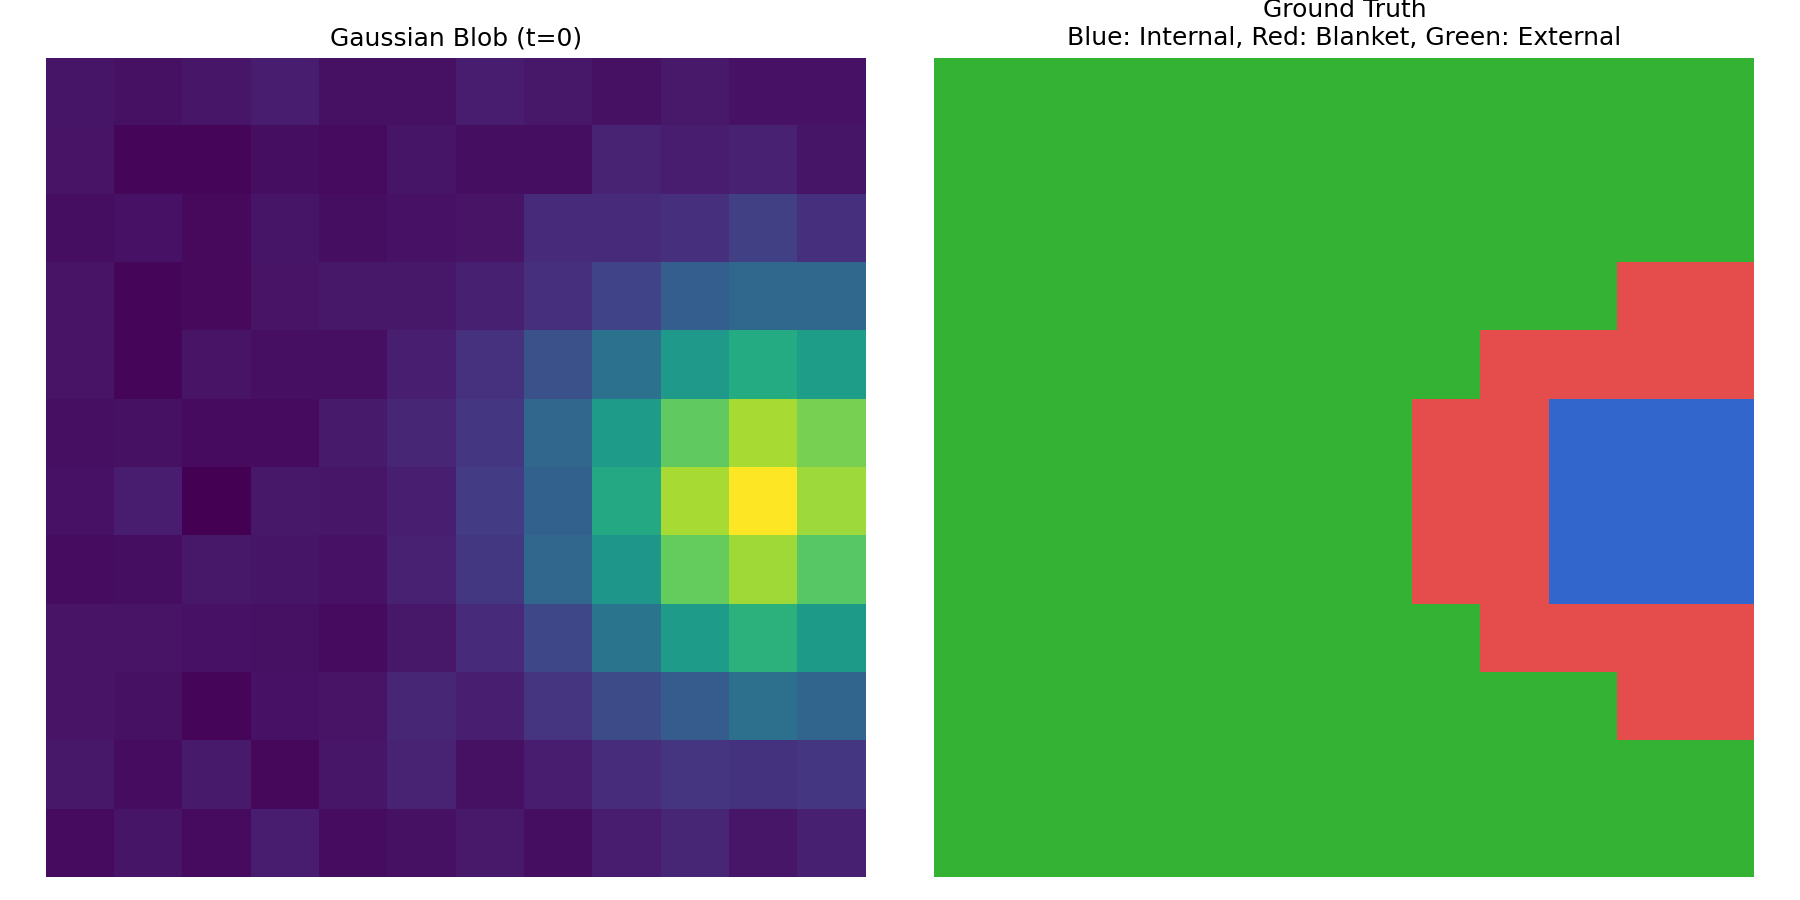 Gaussian Blob (t=0)
Ground Truth
Blue: Internal, Red: Blanket, Green: External